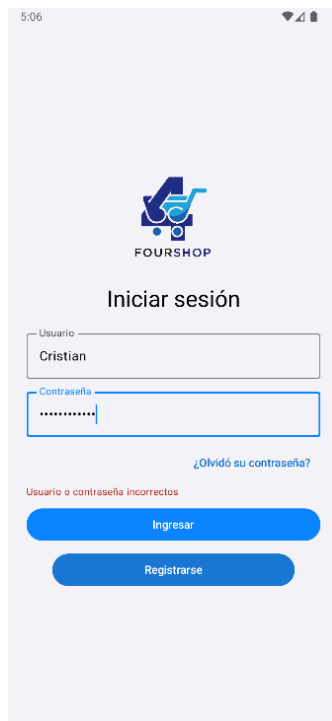 5:06
FOURSHOP
Iniciar sesión
Usuario
Cristian
Contraseña
••••••••••••
¿Olvidó su contraseña?
Usuario o contraseña incorrectos
Ingresar
Registrarse